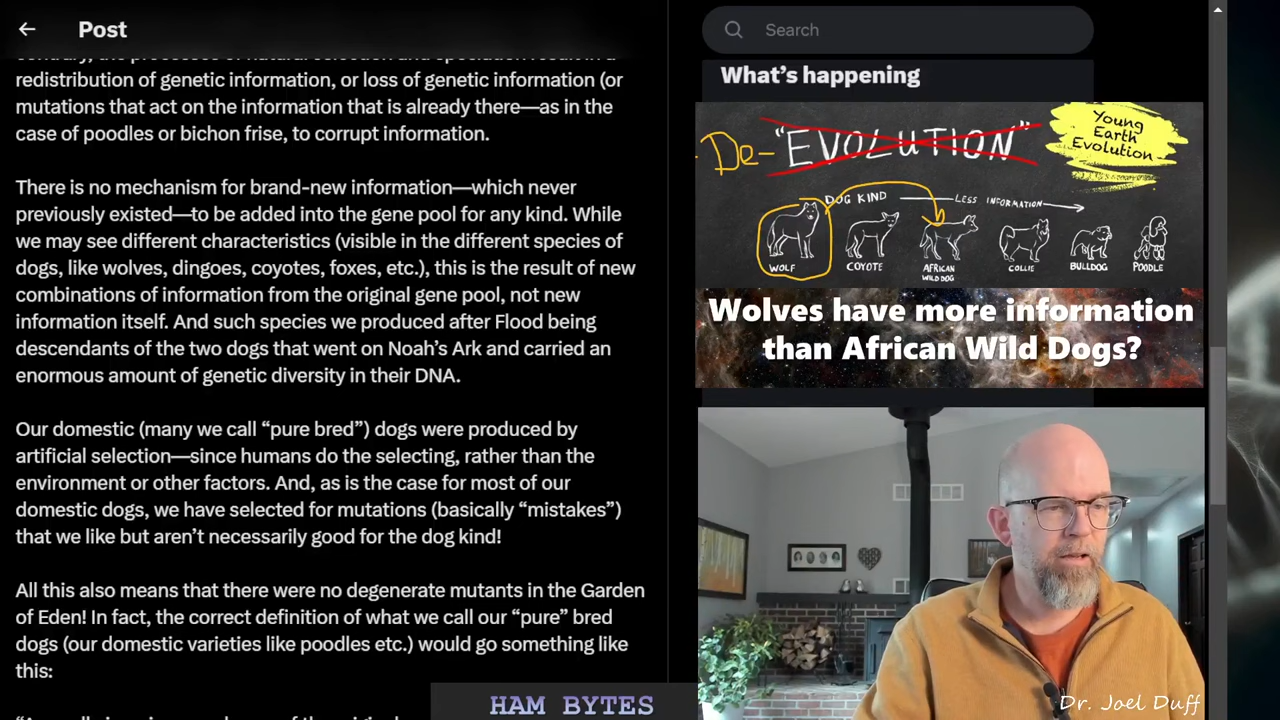 Post
Search
What's happening
contrary, the processes of natural selection and speciation result in a
redistribution of genetic information, or loss of genetic information (or
mutations that act on the information that is already there—as in the
case of poodles or bichon frise, to corrupt information.
There is no mechanism for brand-new information—which never
previously existed—to be added into the gene pool for any kind. While
we may see different characteristics (visible in the different species of
dogs, like wolves, dingoes, coyotes, foxes, etc.), this is the result of new
combinations of information from the original gene pool, not new
information itself. And such species we produced after Flood being
descendants of the two dogs that went on Noah's Ark and carried an
enormous amount of genetic diversity in their DNA.
Our domestic (many we call “pure bred”) dogs were produced by
artificial selection—since humans do the selecting, rather than the
environment or other factors. And, as is the case for most of our
domestic dogs, we have selected for mutations (basically “mistakes”)
that we like but aren't necessarily good for the dog kind!
All this also means that there were no degenerate mutants in the Garden
of Eden! In fact, the correct definition of what we call our “pure” bred
dogs (our domestic varieties like poodles etc.) would go something like
this:
De-"EVOLUTION"
Young
Earth
Evolution
DOG KIND
LESS INFORMATION
WOLF
COYOTE
AFRICAN
WILD DOG
COLLIE
BULLDOG
POODLE
Wolves have more information
than African Wild Dogs?
HAM BYTES
Dr. Joel Duff